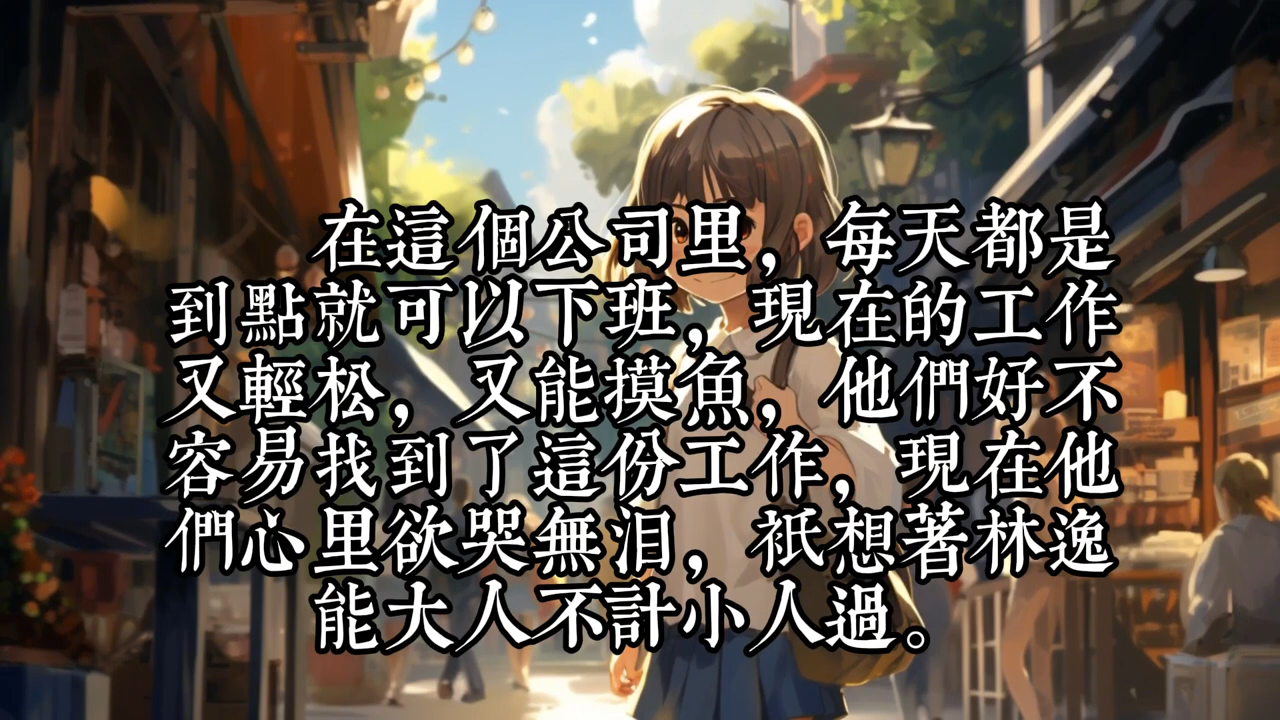 在這個公司里，每天都是
到點就可以下班，現在的工作
又輕松，又能摸魚，他們好不
容易找到了這份工作，現在他
們心里欲哭無泪，衹想著林逸
能大人不計小人過。